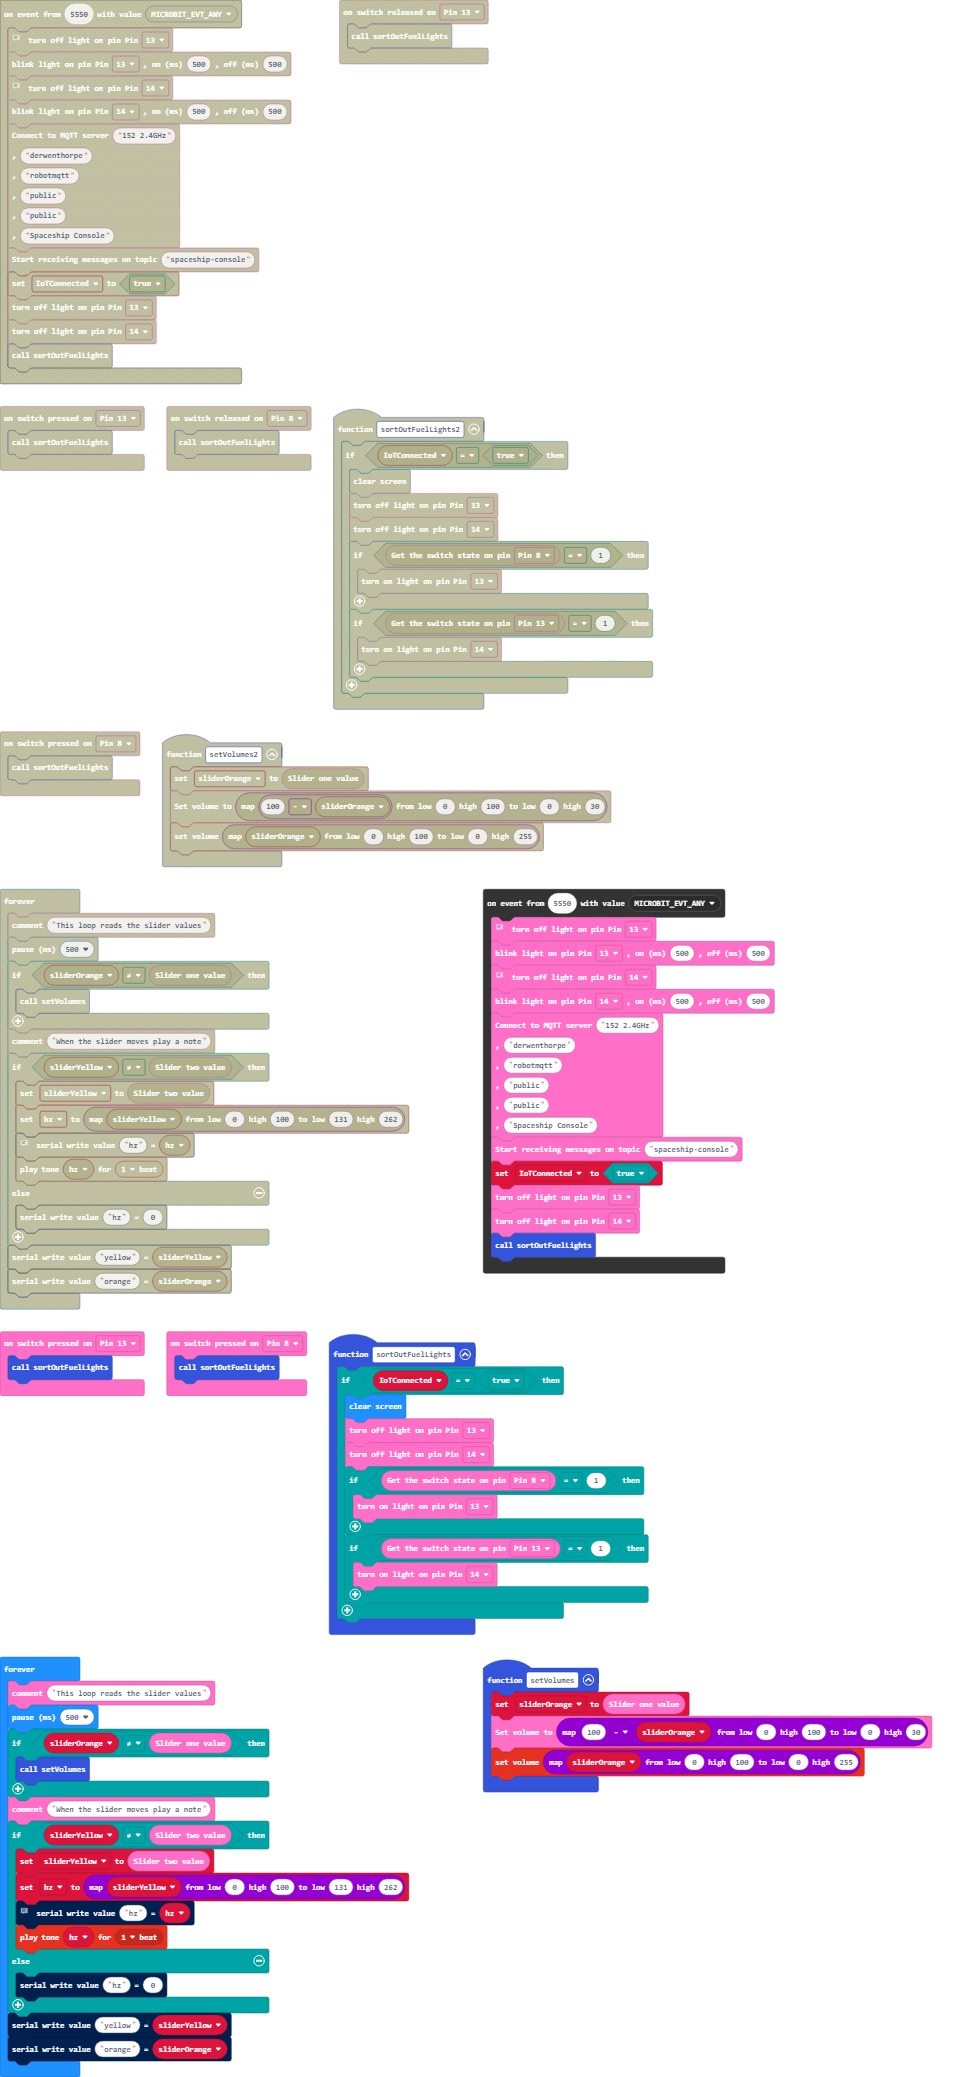 on event from 5550 with value MICROBIT_EVT_ANY
turn off light on pin Pin 13
blink light on pin Pin 13 , on (ms) 500 , off (ms) 500
turn off light on pin Pin 14
blink light on pin Pin 14 , on (ms) 500 , off (ms) 500
Connect to MQTT server "152 2.4GHz"
, "derwenthorpe"
, "robotmqtt"
, "public"
, "public"
, "Spaceship Console"
Start receiving messages on topic "spaceship-console"
set IoTConnected to true
turn off light on pin Pin 13
turn off light on pin Pin 14
call sortOutFuelLights
on switch released on Pin 13
call sortOutFuelLights
on switch pressed on Pin 13
call sortOutFuelLights
on switch released on Pin 8
call sortOutFuelLights
function sortOutFuelLights2
if IoTConnected = true then
clear screen
turn off light on pin Pin 13
turn off light on pin Pin 14
if Get the switch state on pin Pin 8 = 1 then
turn on light on pin Pin 13
if Get the switch state on pin Pin 13 = 1 then
turn on light on pin Pin 14
on switch pressed on Pin 8
call sortOutFuelLights
function setVolumes2
set sliderOrange to Slider one value
Set volume to map 100 - sliderOrange from low 0 high 100 to low 0 high 30
set volume map sliderOrange from low 0 high 100 to low 0 high 255
forever
comment "This loop reads the slider values"
pause (ms) 500
if sliderOrange ≠ Slider one value then
call setVolumes
comment "When the slider moves play a note"
if sliderYellow ≠ Slider two value then
set sliderYellow to Slider two value
set hz to map sliderYellow from low 0 high 100 to low 131 high 262
serial write value "hz" = hz
play tone hz for 1 beat
else
serial write value "hz" = 0
serial write value "yellow" = sliderYellow
serial write value "orange" = sliderOrange
on event from 5550 with value MICROBIT_EVT_ANY
turn off light on pin Pin 13
blink light on pin Pin 13 , on (ms) 500 , off (ms) 500
turn off light on pin Pin 14
blink light on pin Pin 14 , on (ms) 500 , off (ms) 500
Connect to MQTT server "152 2.4GHz"
, "derwenthorpe"
, "robotmqtt"
, "public"
, "public"
, "Spaceship Console"
Start receiving messages on topic "spaceship-console"
set IoTConnected to true
turn off light on pin Pin 13
turn off light on pin Pin 14
call sortOutFuelLights
on switch pressed on Pin 13
call sortOutFuelLights
on switch pressed on Pin 8
call sortOutFuelLights
function sortOutFuelLights
if IoTConnected = true then
clear screen
turn off light on pin Pin 13
turn off light on pin Pin 14
if Get the switch state on pin Pin 8 = 1 then
turn on light on pin Pin 13
if Get the switch state on pin Pin 13 = 1 then
turn on light on pin Pin 14
forever
comment "This loop reads the slider values"
pause (ms) 500
if sliderOrange ≠ Slider one value then
call setVolumes
comment "When the slider moves play a note"
if sliderYellow ≠ Slider two value then
set sliderYellow to Slider two value
set hz to map sliderYellow from low 0 high 100 to low 131 high 262
serial write value "hz" = hz
play tone hz for 1 beat
else
serial write value "hz" = 0
serial write value "yellow" = sliderYellow
serial write value "orange" = sliderOrange
function setVolumes
set sliderOrange to Slider one value
Set volume to map 100 - sliderOrange from low 0 high 100 to low 0 high 30
set volume map sliderOrange from low 0 high 100 to low 0 high 255